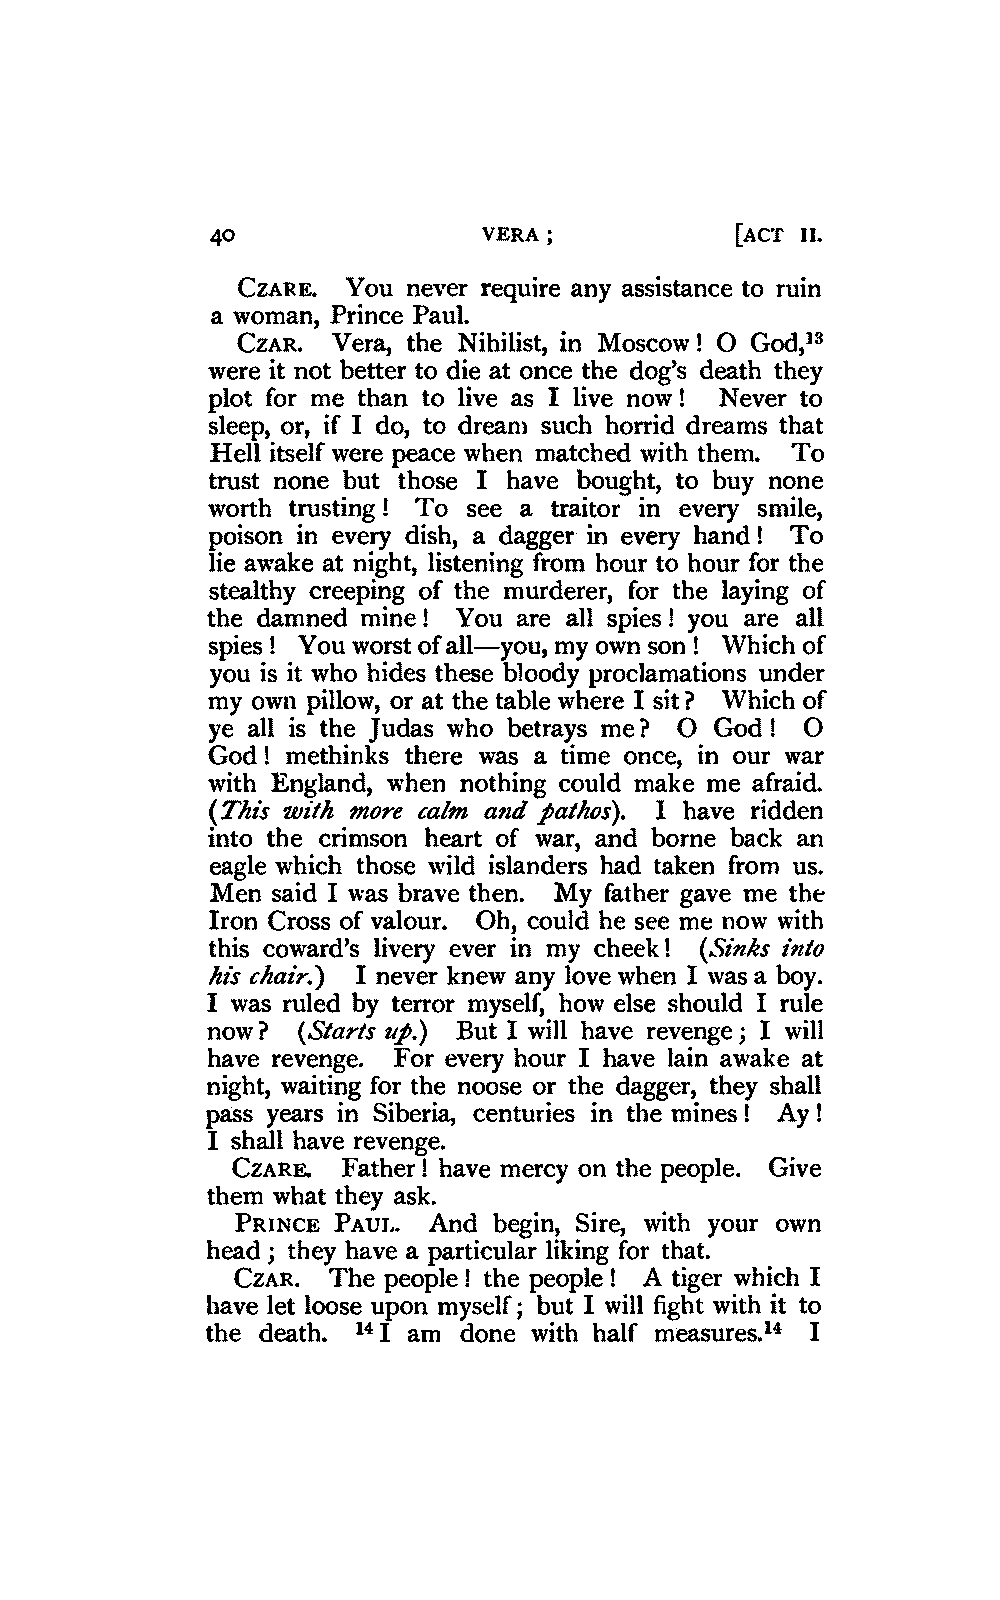 40 VERA ; [ACT II.
CZARE. You never require any assistance to ruin
a woman, Prince Paul.
CZAR. Vera, the Nihilist, in Moscow! O God,¹³
were it not better to die at once the dog's death they
plot for me than to live as I live now! Never to
sleep, or, if I do, to dream such horrid dreams that
Hell itself were peace when matched with them. To
trust none but those I have bought, to buy none
worth trusting! To see a traitor in every smile,
poison in every dish, a dagger in every hand! To
lie awake at night, listening from hour to hour for the
stealthy creeping of the murderer, for the laying of
the damned mine! You are all spies! you are all
spies! You worst of all—you, my own son! Which of
you is it who hides these bloody proclamations under
my own pillow, or at the table where I sit? Which of
ye all is the Judas who betrays me? O God! O
God! methinks there was a time once, in our war
with England, when nothing could make me afraid.
(This with more calm and pathos). I have ridden
into the crimson heart of war, and borne back an
eagle which those wild islanders had taken from us.
Men said I was brave then. My father gave me the
Iron Cross of valour. Oh, could he see me now with
this coward's livery ever in my cheek! (Sinks into
his chair.) I never knew any love when I was a boy.
I was ruled by terror myself, how else should I rule
now? (Starts up.) But I will have revenge; I will
have revenge. For every hour I have lain awake at
night, waiting for the noose or the dagger, they shall
pass years in Siberia, centuries in the mines! Ay!
I shall have revenge.
CZARE. Father! have mercy on the people. Give
them what they ask.
PRINCE PAUL. And begin, Sire, with your own
head; they have a particular liking for that.
CZAR. The people! the people! A tiger which I
have let loose upon myself; but I will fight with it to
the death. ¹⁴I am done with half measures.¹⁴ I